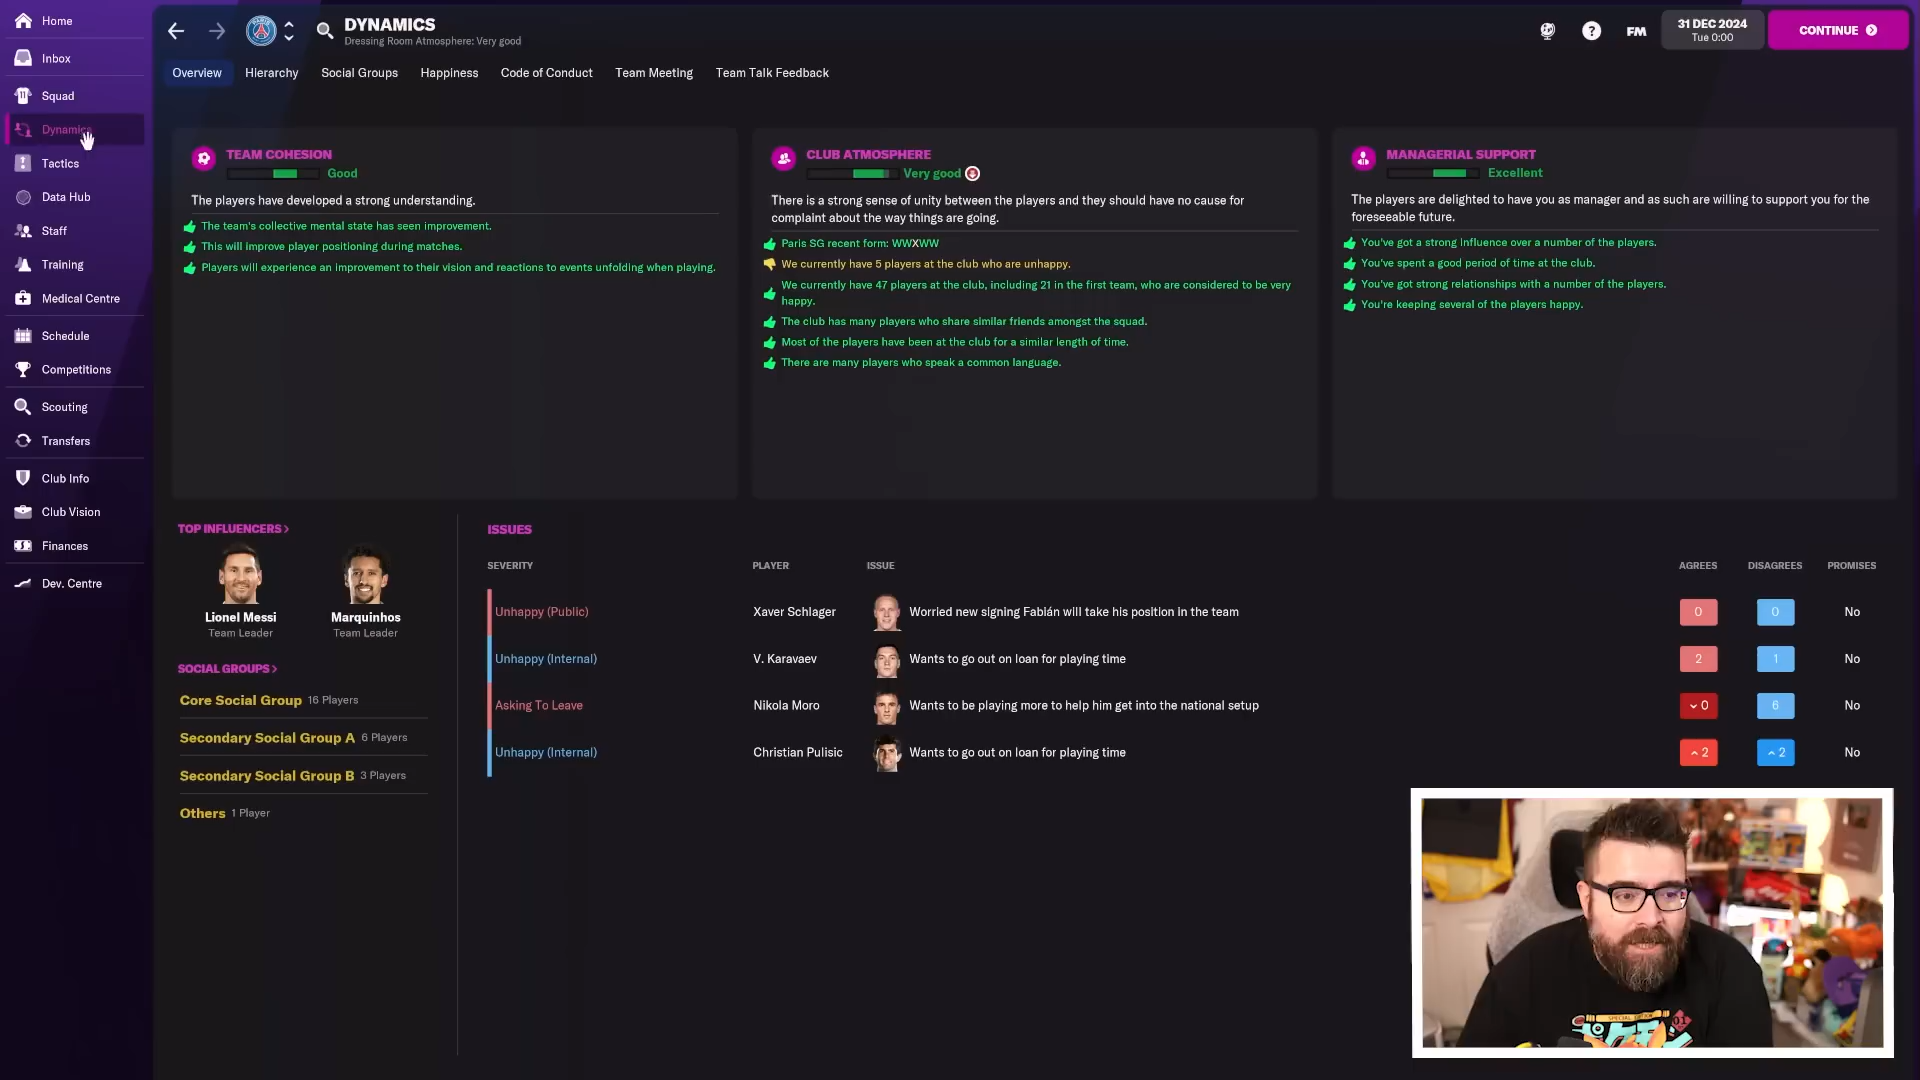 Home
Inbox
Squad
Dynamics
Tactics
Data Hub
Staff
Training
Medical Centre
Schedule
Competitions
Scouting
Transfers
Club Info
Club Vision
Finances
Dev. Centre
DYNAMICS
Dressing Room Atmosphere: Very good
?
FM
31 DEC 2024
Tue 0:00
CONTINUE
Overview Hierarchy Social Groups Happiness Code of Conduct Team Meeting Team Talk Feedback
TEAM COHESION
Good
The players have developed a strong understanding.
The team's collective mental state has seen improvement.
This will improve player positioning during matches.
Players will experience an improvement to their vision and reactions to events unfolding when playing.
CLUB ATMOSPHERE
Very good
There is a strong sense of unity between the players and they should have no cause for
complaint about the way things are going.
Paris SG recent form: WWXWW
We currently have 5 players at the club who are unhappy.
We currently have 47 players at the club, including 21 in the first team, who are considered to be very
happy.
The club has many players who share similar friends amongst the squad.
Most of the players have been at the club for a similar length of time.
There are many players who speak a common language.
MANAGERIAL SUPPORT
Excellent
The players are delighted to have you as manager and as such are willing to support you for the
foreseeable future.
You've got a strong influence over a number of the players.
You've spent a good period of time at the club.
You've got strong relationships with a number of the players.
You're keeping several of the players happy.
TOP INFLUENCERS >
Lionel Messi
Team Leader
Marquinhos
Team Leader
SOCIAL GROUPS >
Core Social Group 16 Players
Secondary Social Group A 6 Players
Secondary Social Group B 3 Players
Others 1 Player
ISSUES
SEVERITY PLAYER ISSUE AGREES DISAGREES PROMISES
Unhappy (Public) Xaver Schlager Worried new signing Fabián will take his position in the team 0 0 No
Unhappy (Internal) V. Karavaev Wants to go out on loan for playing time 2 1 No
Asking To Leave Nikola Moro Wants to be playing more to help him get into the national setup 0 6 No
Unhappy (Internal) Christian Pulisic Wants to go out on loan for playing time 2 2 No
SPECIAL EDITION